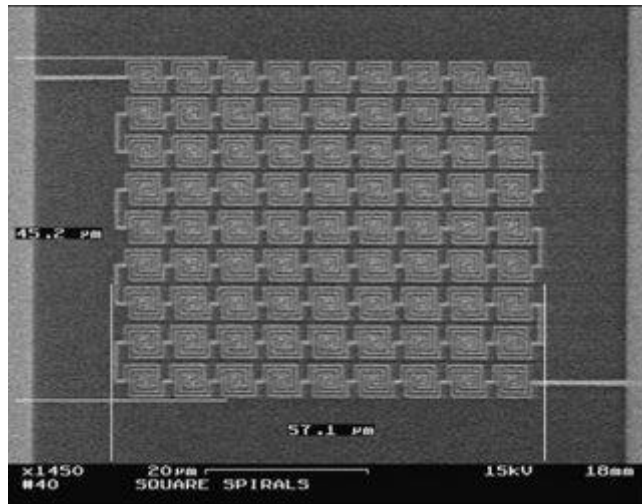 45.2 µm
57.1 µm
x1450 20µm 15kV 18mm
#40 SQUARE SPIRALS